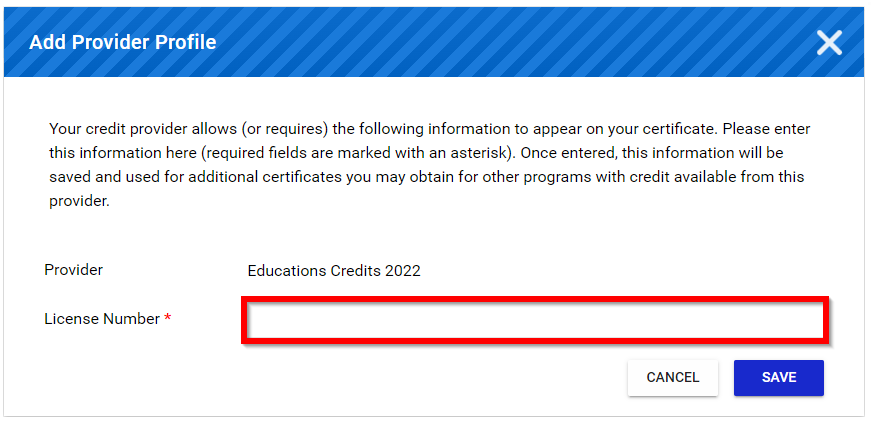 Add Provider Profile
Your credit provider allows (or requires) the following information to appear on your certificate. Please enter
this information here (required fields are marked with an asterisk). Once entered, this information will be
saved and used for additional certificates you may obtain for other programs with credit available from this
provider.
Provider Educations Credits 2022
License Number *
CANCEL SAVE